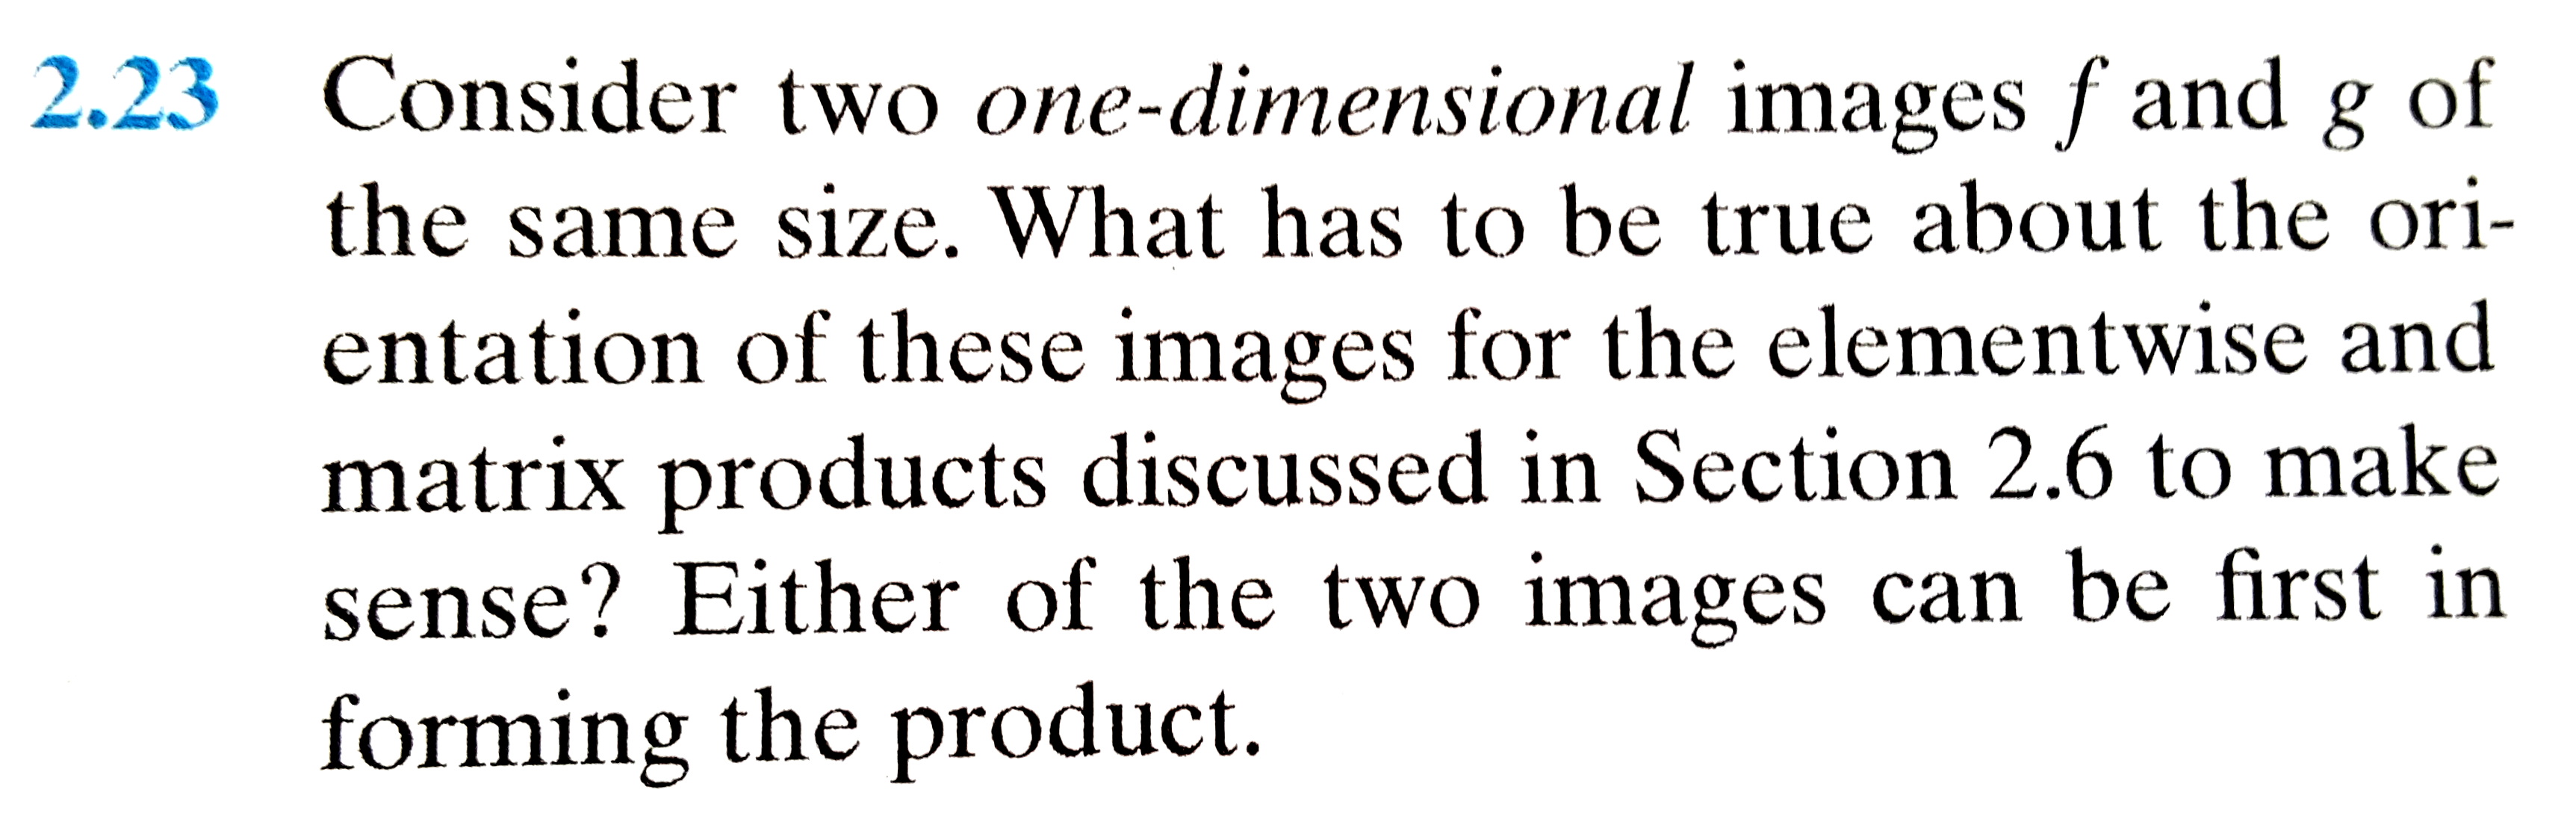 2.23 Consider two one-dimensional images f and g of
the same size. What has to be true about the ori-
entation of these images for the elementwise and
matrix products discussed in Section 2.6 to make
sense? Either of the two images can be first in
forming the product.